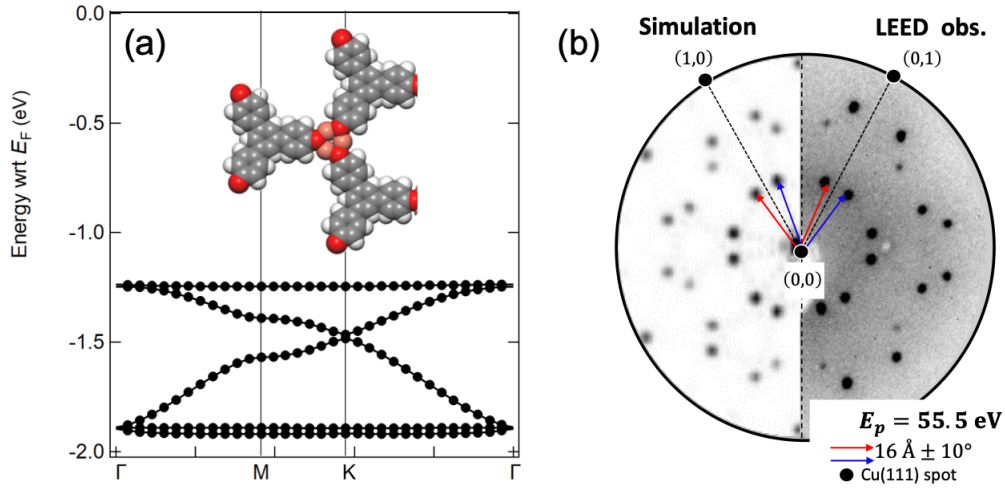 (a)
0.0
-0.5
-1.0
-1.5
-2.0
Energy wrt E_F (eV)
Γ M K Γ
(b)
Simulation LEED obs.
(1,0) (0,1)
(0,0)
E_p = 55.5 eV
16 Å ± 10°
Cu(111) spot